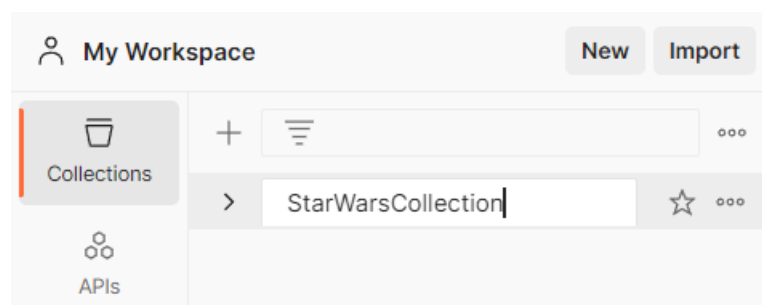 My Workspace
New
Import
Collections
StarWarsCollection
APIs